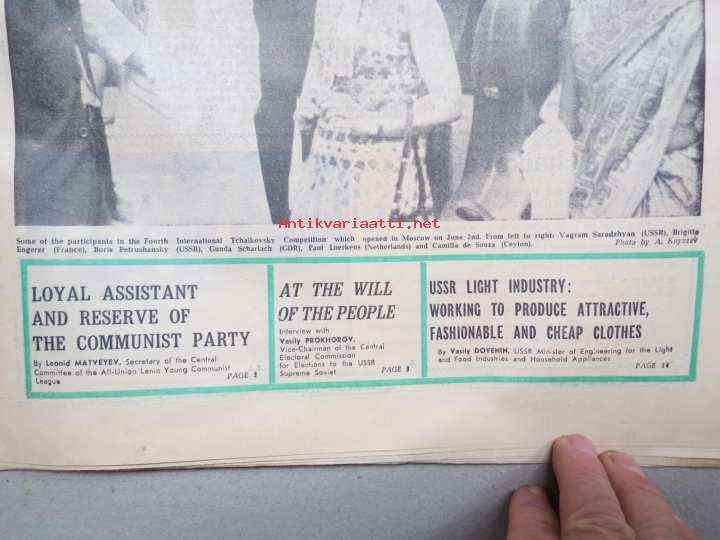 Antikvariaatti.net
Some of the participants in the Fourth International Tchaikovsky Competition which opened in Moscow on June 2nd. From left to right: Vagram Saradzhyan (USSR), Brigitte
Engerer (France), Boris Petrushansky (USSR), Gunda Scharlach (GDR), Paul Luerkens (Netherlands) and Camilla de Souza (Ceylon). Photo by A. Knyazev
LOYAL ASSISTANT
AND RESERVE OF
THE COMMUNIST PARTY
By Leonid MATVEYEV, Secretary of the Central
Committee of the All-Union Lenin Young Communist
League
PAGE 3
AT THE WILL
OF THE PEOPLE
Interview with
Vasily PROKHOROV,
Vice-Chairman of the Central
Electoral Commission
for Elections to the USSR
Supreme Soviet
PAGE 3
USSR LIGHT INDUSTRY:
WORKING TO PRODUCE ATTRACTIVE,
FASHIONABLE AND CHEAP CLOTHES
By Vasily DOYENIN, USSR Minister of Engineering for the Light
and Food Industries and Household Appliances
PAGE 14